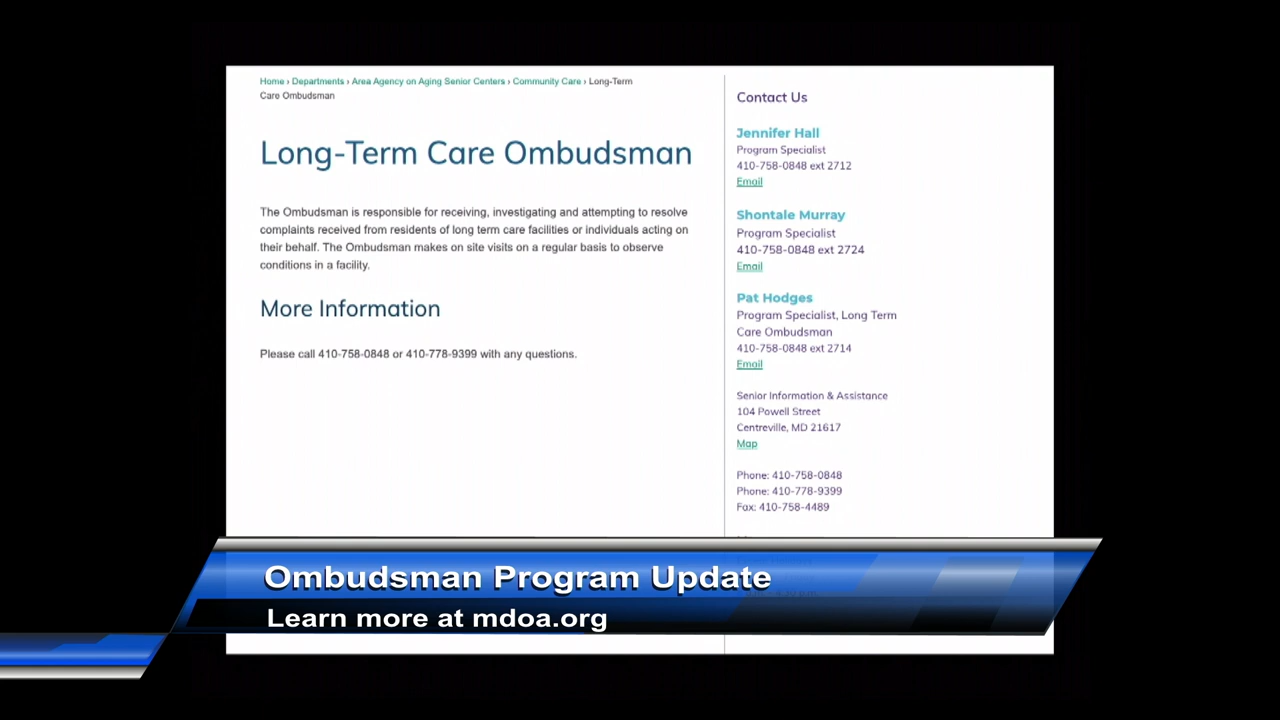 Home › Departments › Area Agency on Aging Senior Centers › Community Care › Long-Term
Care Ombudsman
Long-Term Care Ombudsman
The Ombudsman is responsible for receiving, investigating and attempting to resolve
complaints received from residents of long term care facilities or individuals acting on
their behalf. The Ombudsman makes on site visits on a regular basis to observe
conditions in a facility.
More Information
Please call 410-758-0848 or 410-778-9399 with any questions.
Contact Us
Jennifer Hall
Program Specialist
410-758-0848 ext 2712
Email
Shontale Murray
Program Specialist
410-758-0848 ext 2724
Email
Pat Hodges
Program Specialist, Long Term
Care Ombudsman
410-758-0848 ext 2714
Email
Senior Information & Assistance
104 Powell Street
Centreville, MD 21617
Map
Phone: 410-758-0848
Phone: 410-778-9399
Fax: 410-758-4489
Ombudsman Program Update
Learn more at mdoa.org